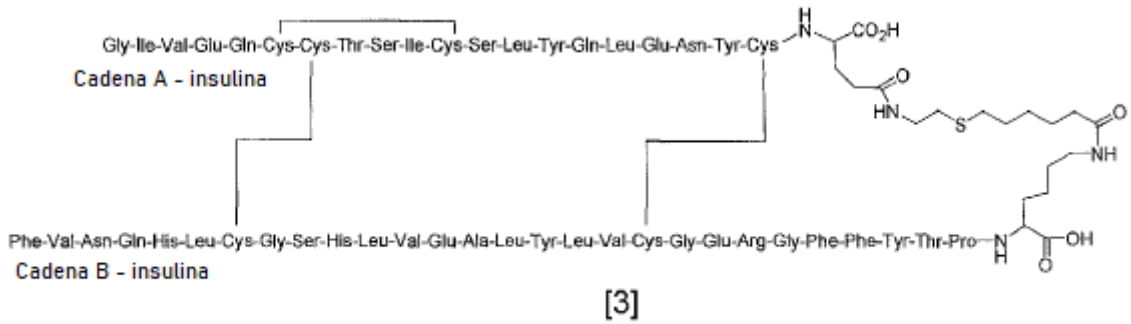 Gly-Ile-Val-Glu-Gln-Cys-Cys-Thr-Ser-Ile-Cys-Ser-Leu-Tyr-Gln-Leu-Glu-Asn-Tyr-Cys
N
H
CO₂H
Cadena A - insulina
O
N
H
S
O
NH
Phe-Val-Asn-Gln-His-Leu-Cys-Gly-Ser-His-Leu-Val-Glu-Ala-Leu-Tyr-Leu-Val-Cys-Gly-Glu-Arg-Gly-Phe-Phe-Tyr-Thr-Pro
N
H
OH
O
Cadena B - insulina
[3]